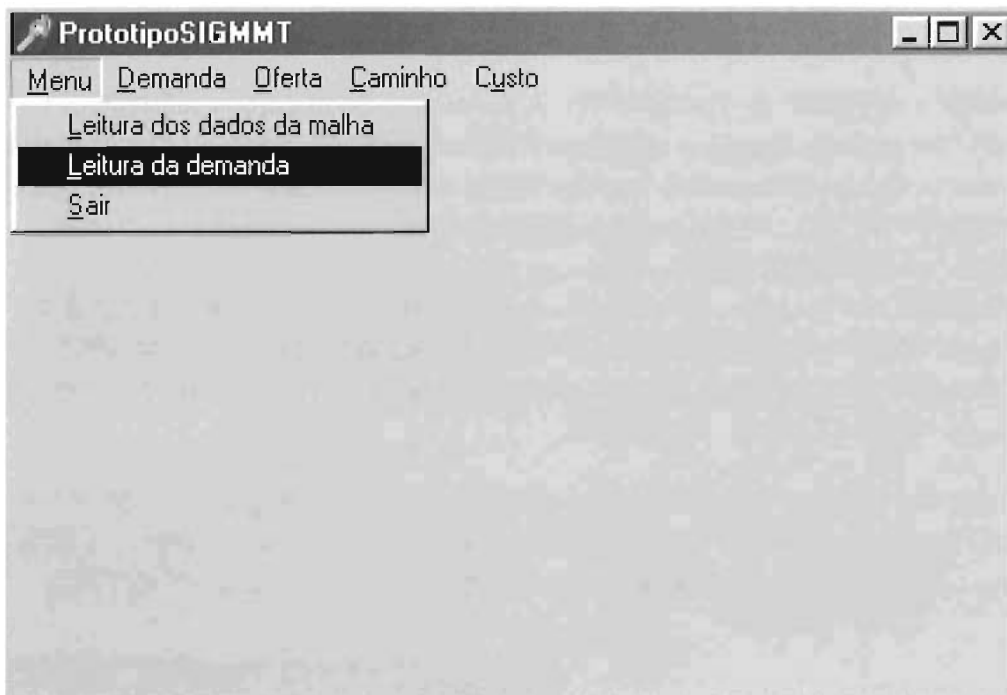 PrototipoSIGMMT
Menu Demanda Oferta Caminho Custo
Leitura dos dados da malha
Leitura da demanda
Sair